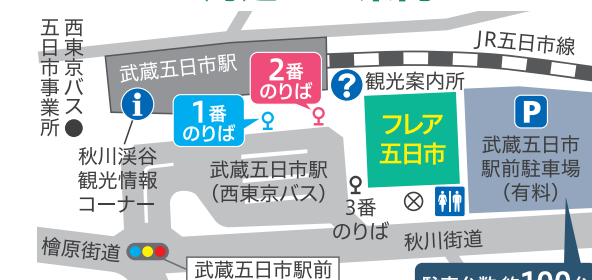 西東京バス
五日市事業所
JR五日市線
武蔵五日市駅
2番
のりば
?
観光案内所
i
1番
のりば
P
フレア
五日市
武蔵五日市
駅前駐車場
（有料）
秋川渓谷
観光情報
コーナー
武蔵五日市駅
（西東京バス）
3番
のりば
秋川街道
檜原街道
武蔵五日市駅前